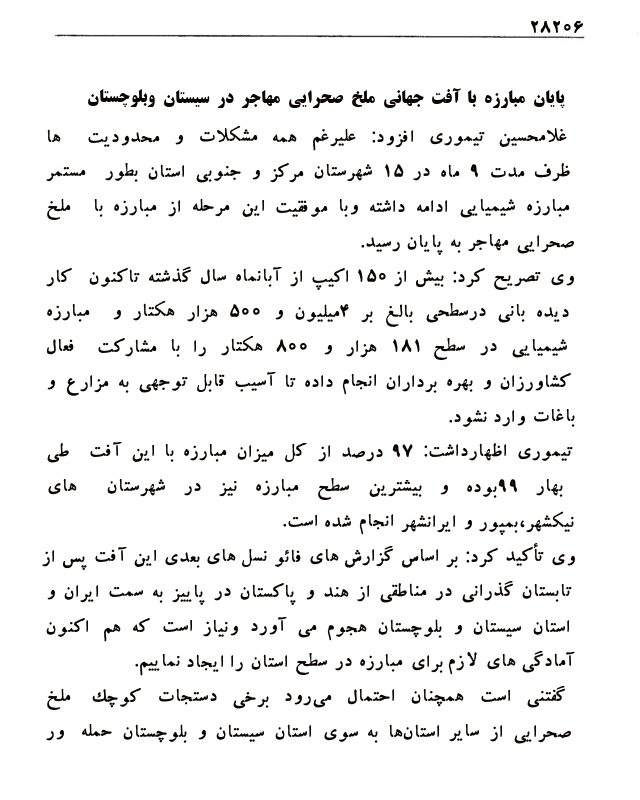 ۲۸۲۰۶
پایان مبارزه با آفت جهانی ملخ صحرایی مهاجر در سیستان وبلوچستان
غلامحسین تیموری افزود: علیرغم همه مشکلات و محدودیت ها
ظرف مدت ۹ ماه در ۱۵ شهرستان مرکز و جنوبی استان بطور مستمر
مبارزه شیمیایی ادامه داشته وبا موفقیت این مرحله از مبارزه با ملخ
صحرایی مهاجر به پایان رسید.
وی تصریح کرد: بیش از ۱۵۰ اکیپ از آبانماه سال گذشته تاکنون کار
دیده بانی درسطحی بالغ بر ۴میلیون و ۵۰۰ هزار هکتار و مبارزه
شیمیایی در سطح ۱۸۱ هزار و ۸۰۰ هکتار را با مشارکت فعال
کشاورزان و بهره برداران انجام داده تا آسیب قابل توجهی به مزارع و
باغات وارد نشود.
تیموری اظهارداشت: ۹۷ درصد از کل میزان مبارزه با این آفت طی
بهار ۹۹بوده و بیشترین سطح مبارزه نیز در شهرستان های
نیکشهر،بمپور و ایرانشهر انجام شده است.
وی تأکید کرد: بر اساس گزارش های فائو نسل های بعدی این آفت پس از
تابستان گذرانی در مناطقی از هند و پاکستان در پاییز به سمت ایران و
استان سیستان و بلوچستان هجوم می آورد ونیاز است که هم اکنون
آمادگی های لازم برای مبارزه در سطح استان را ایجاد نماییم.
گفتنی است همچنان احتمال می‌رود برخی دستجات کوچک ملخ
صحرایی از سایر استان‌ها به سوی استان سیستان و بلوچستان حمله ور